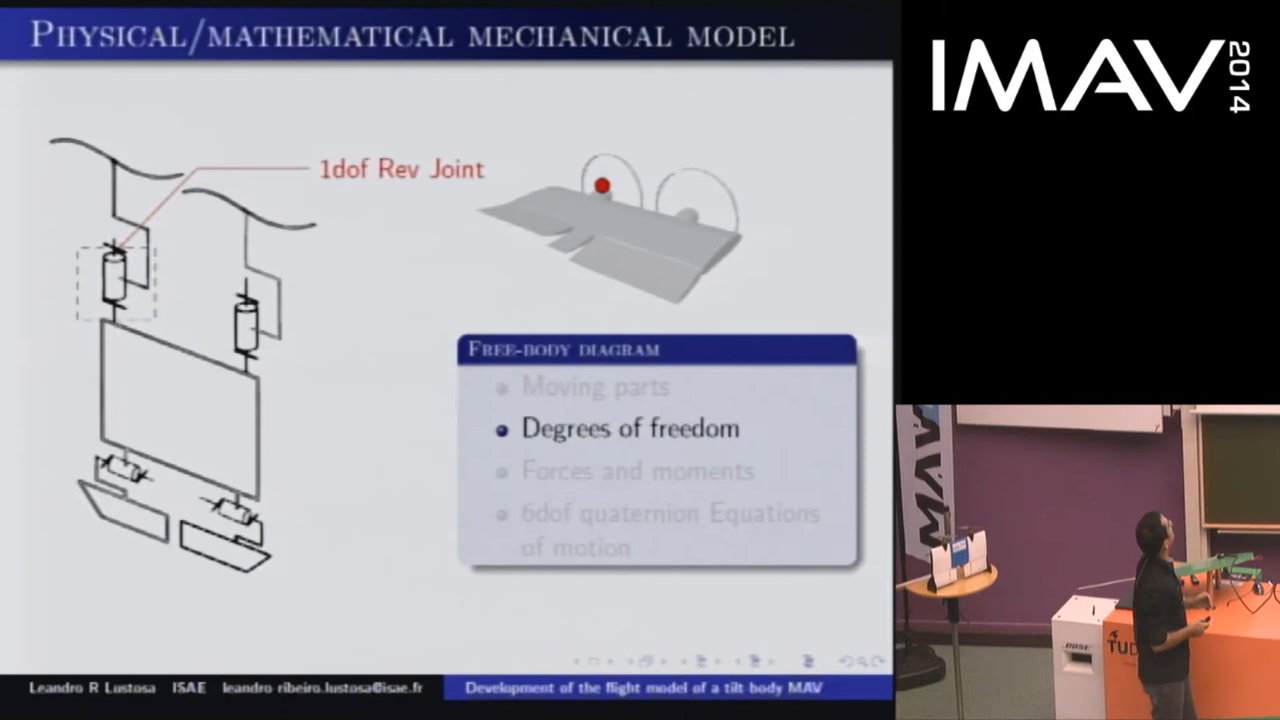 PHYSICAL/MATHEMATICAL MECHANICAL MODEL
1dof Rev Joint
FREE-BODY DIAGRAM
Moving parts
Degrees of freedom
Forces and moments
6dof quaternion Equations
of motion
Leandro R Lustosa ISAE leandro ribeiro.lustosa@isae.fr
Development of the flight model of a tilt body MAV
IMAV 2014
BOSE
TUD